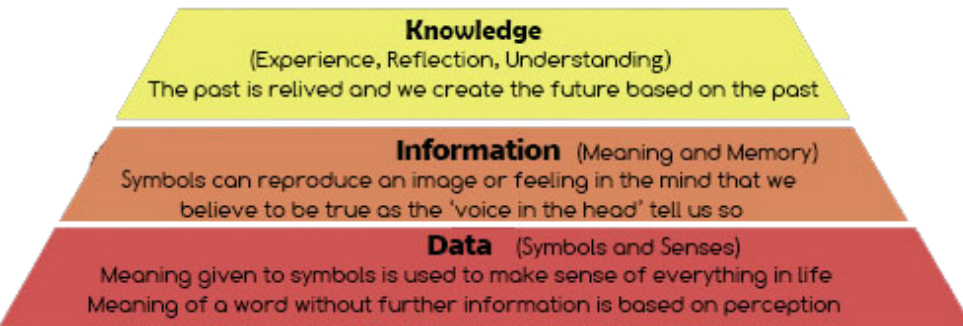 Knowledge
(Experience, Reflection, Understanding)
The past is relived and we create the future based on the past
Information (Meaning and Memory)
Symbols can reproduce an image or feeling in the mind that we
believe to be true as the ‘voice in the head’ tell us so
Data (Symbols and Senses)
Meaning given to symbols is used to make sense of everything in life
Meaning of a word without further information is based on perception